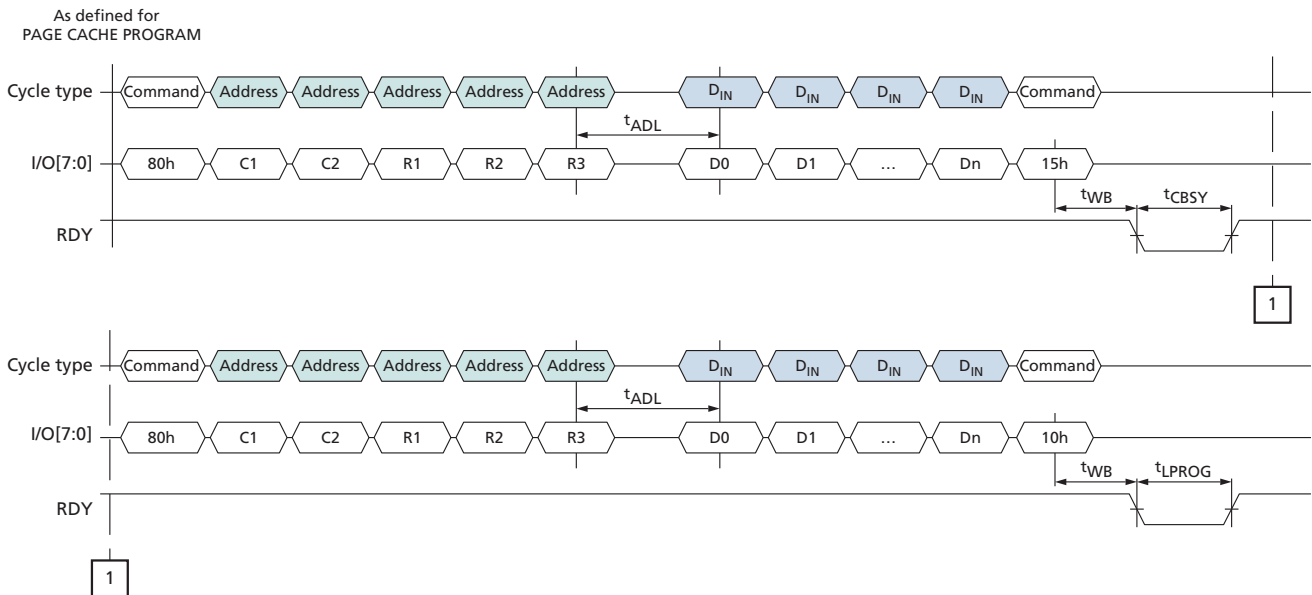 As defined for
PAGE CACHE PROGRAM
Cycle type Command Address Address Address Address Address DIN DIN DIN DIN Command
tADL
I/O[7:0] 80h C1 C2 R1 R2 R3 D0 D1 … Dn 15h
tWB tCBSY
RDY
1
Cycle type Command Address Address Address Address Address DIN DIN DIN DIN Command
tADL
I/O[7:0] 80h C1 C2 R1 R2 R3 D0 D1 … Dn 10h
tWB tLPROG
RDY
1